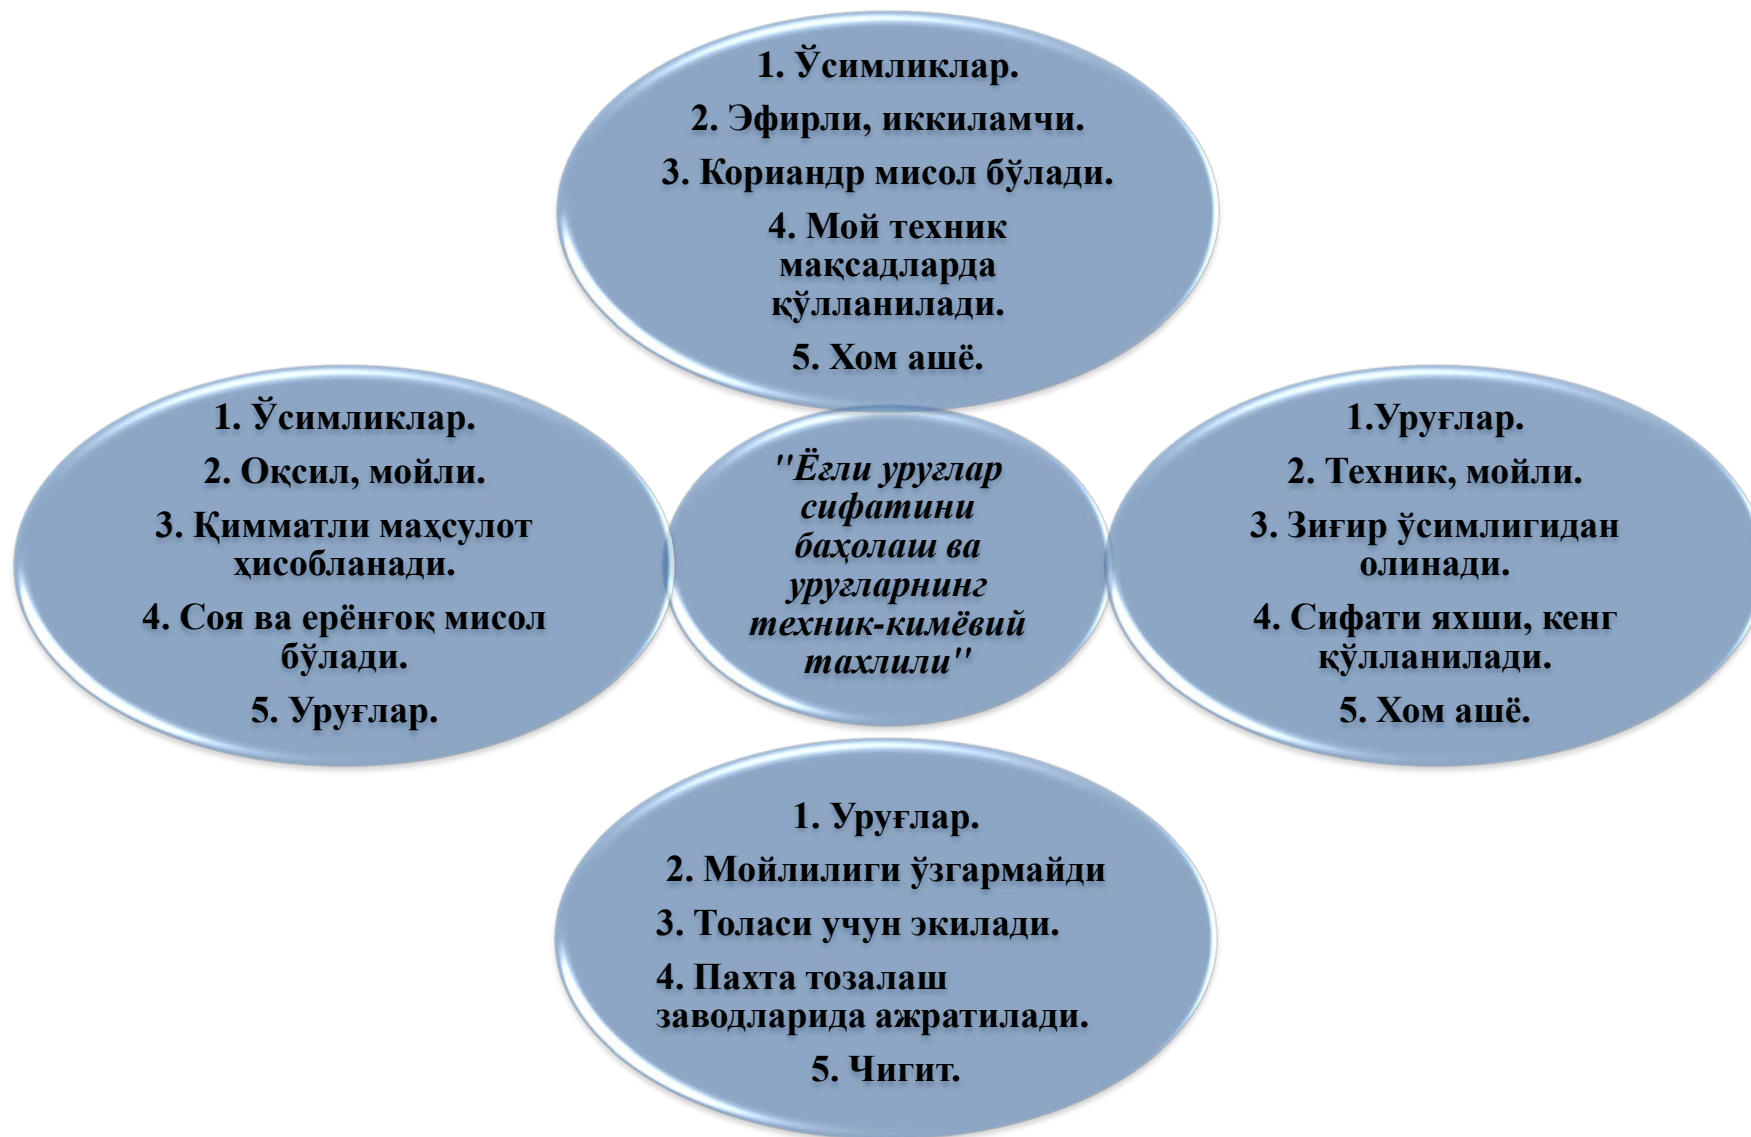 1. Ўсимликлар.
2. Эфирли, иккиламчи.
3. Кориандр мисол бўлади.
4. Мой техник
мақсадларда
қўлланилади.
5. Хом ашё.
1. Ўсимликлар.
2. Оқсил, мойли.
3. Қимматли маҳсулот
ҳисобланади.
4. Соя ва ерёнғоқ мисол
бўлади.
5. Уруғлар.
"Ёғли уруғлар
сифатини
баҳолаш ва
уруғларнинг
техник-кимёвий
тахлили"
1.Уруғлар.
2. Техник, мойли.
3. Зиғир ўсимлигидан
олинади.
4. Сифати яхши, кенг
қўлланилади.
5. Хом ашё.
1. Уруғлар.
2. Мойлилиги ўзгармайди
3. Толаси учун экилади.
4. Пахта тозалаш
заводларида ажратилади.
5. Чигит.